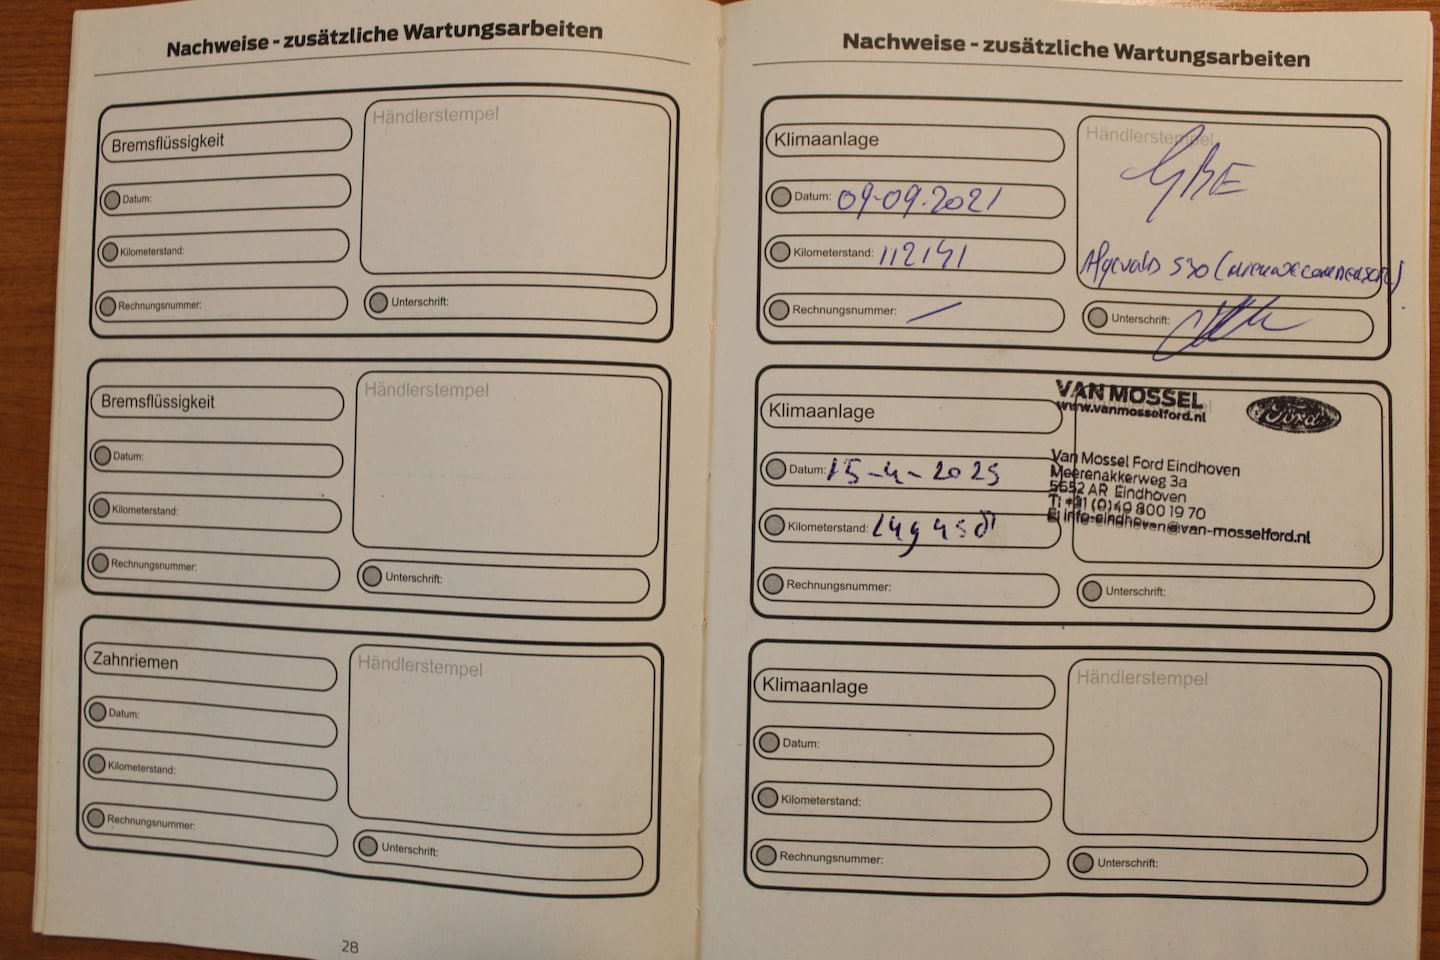 Nachweise - zusätzliche Wartungsarbeiten
Bremsflüssigkeit
Händlerstempel
Datum:
Kilometerstand:
Rechnungsnummer:
Unterschrift:
Bremsflüssigkeit
Händlerstempel
Datum:
Kilometerstand:
Rechnungsnummer:
Unterschrift:
Zahnriemen
Händlerstempel
Datum:
Kilometerstand:
Rechnungsnummer:
Unterschrift:
28
Nachweise - zusätzliche Wartungsarbeiten
Klimaanlage
Händlerstempel
GBE
Datum: 09-09-2021
Kilometerstand: 112141
530
Rechnungsnummer: —
Unterschrift:
Klimaanlage
VAN MOSSEL
www.vanmosselford.nl
Ford
Datum: 15-4-2025
Van Mossel Ford Eindhoven
Meerenakkerweg 3a
5652 AR Eindhoven
T: +31 (0)40 800 19 70
E: info-eindhoven@van-mosselford.nl
Kilometerstand:
Rechnungsnummer:
Unterschrift:
Klimaanlage
Händlerstempel
Datum:
Kilometerstand:
Rechnungsnummer:
Unterschrift: